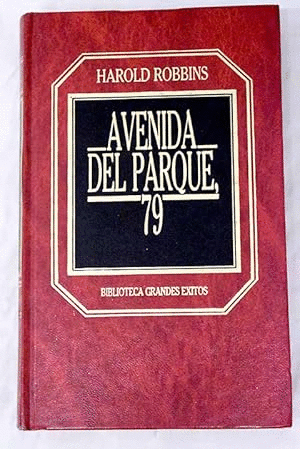 HAROLD ROBBINS
AVENIDA
DEL PARQUE,
79
BIBLIOTECA GRANDES EXITOS